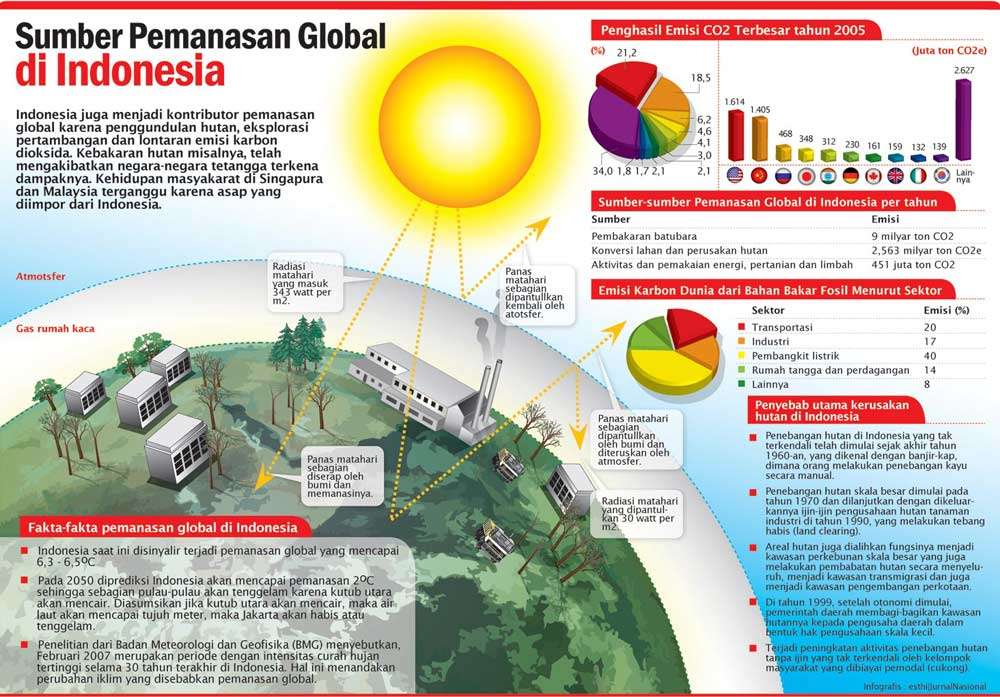 Sumber Pemanasan Global
di Indonesia
Indonesia juga menjadi kontributor pemanasan
global karena penggundulan hutan, eksplorasi
pertambangan dan lontaran emisi karbon
dioksida. Kebakaran hutan misalnya, telah
mengakibatkan negara-negara tetangga terkena
dampaknya. Kehidupan masyarakat di Singapura
dan Malaysia terganggu karena asap yang
diimpor dari Indonesia.
Atmotsfer
Gas rumah kaca
Radiasi
matahari
yang masuk
343 watt per
m2.
Panas
matahari
sebagian
dipantullkan
kembali oleh
atotsfer.
Panas matahari
sebagian
diserap oleh
bumi dan
memanasinya.
Panas matahari
sebagian
dipantullkan
oleh bumi dan
diteruskan oleh
atmosfer.
Radiasi matahari
yang dipantul-
kan 30 watt per
m2.
Fakta-fakta pemanasan global di Indonesia
Indonesia saat ini disinyalir terjadi pemanasan global yang mencapai
6,3 - 6,5ºC
Pada 2050 diprediksi Indonesia akan mencapai pemanasan 2ºC
sehingga sebagian pulau-pulau akan tenggelam karena kutub utara
akan mencair. Diasumsikan jika kutub utara akan mencair, maka air
laut akan mencapai tujuh meter, maka Jakarta akan habis atau
tenggelam.
Penelitian dari Badan Meteorologi dan Geofisika (BMG) menyebutkan,
Februari 2007 merupakan periode dengan intensitas curah hujan
tertinggi selama 30 tahun terakhir di Indonesia. Hal ini menandakan
perubahan iklim yang disebabkan pemanasan global.
Penghasil Emisi CO2 Terbesar tahun 2005
(%)
21,2
18,5
6,2
4,6
4,1
3,0
2,1
34,0 1,8 1,7 2,1
(Juta ton CO2e)
1.614 1.405 468 348 312 230 161 159 132 139 2.627
Lain-
nya
Sumber-sumber Pemanasan Global di Indonesia per tahun
Sumber Emisi
Pembakaran batubara 9 milyar ton CO2
Konversi lahan dan perusakan hutan 2,563 milyar ton CO2e
Aktivitas dan pemakaian energi, pertanian dan limbah 451 juta ton CO2
Emisi Karbon Dunia dari Bahan Bakar Fosil Menurut Sektor
Sektor Emisi (%)
Transportasi 20
Industri 17
Pembangkit listrik 40
Rumah tangga dan perdagangan 14
Lainnya 8
Penyebab utama kerusakan
hutan di Indonesia
Penebangan hutan di Indonesia yang tak
terkendali telah dimulai sejak akhir tahun
1960-an, yang dikenal dengan banjir-kap,
dimana orang melakukan penebangan kayu
secara manual.
Penebangan hutan skala besar dimulai pada
tahun 1970 dan dilanjutkan dengan dikeluar-
kannya ijin-ijin pengusahaan hutan tanaman
industri di tahun 1990, yang melakukan tebang
habis (land clearing).
Areal hutan juga dialihkan fungsinya menjadi
kawasan perkebunan skala besar yang juga
melakukan pembabatan hutan secara menyelu-
ruh, menjadi kawasan transmigrasi dan juga
menjadi kawasan pengembangan perkotaan.
Di tahun 1999, setelah otonomi dimulai,
pemerintah daerah membagi-bagikan kawasan
hutannya kepada pengusaha daerah dalam
bentuk hak pengusahaan skala kecil.
Terjadi peningkatan aktivitas penebangan hutan
tanpa ijin yang tak terkendali oleh kelompok
masyarakat yang dibiayai pemodal (cukong).
Infografis : esthi/JurnalNasional